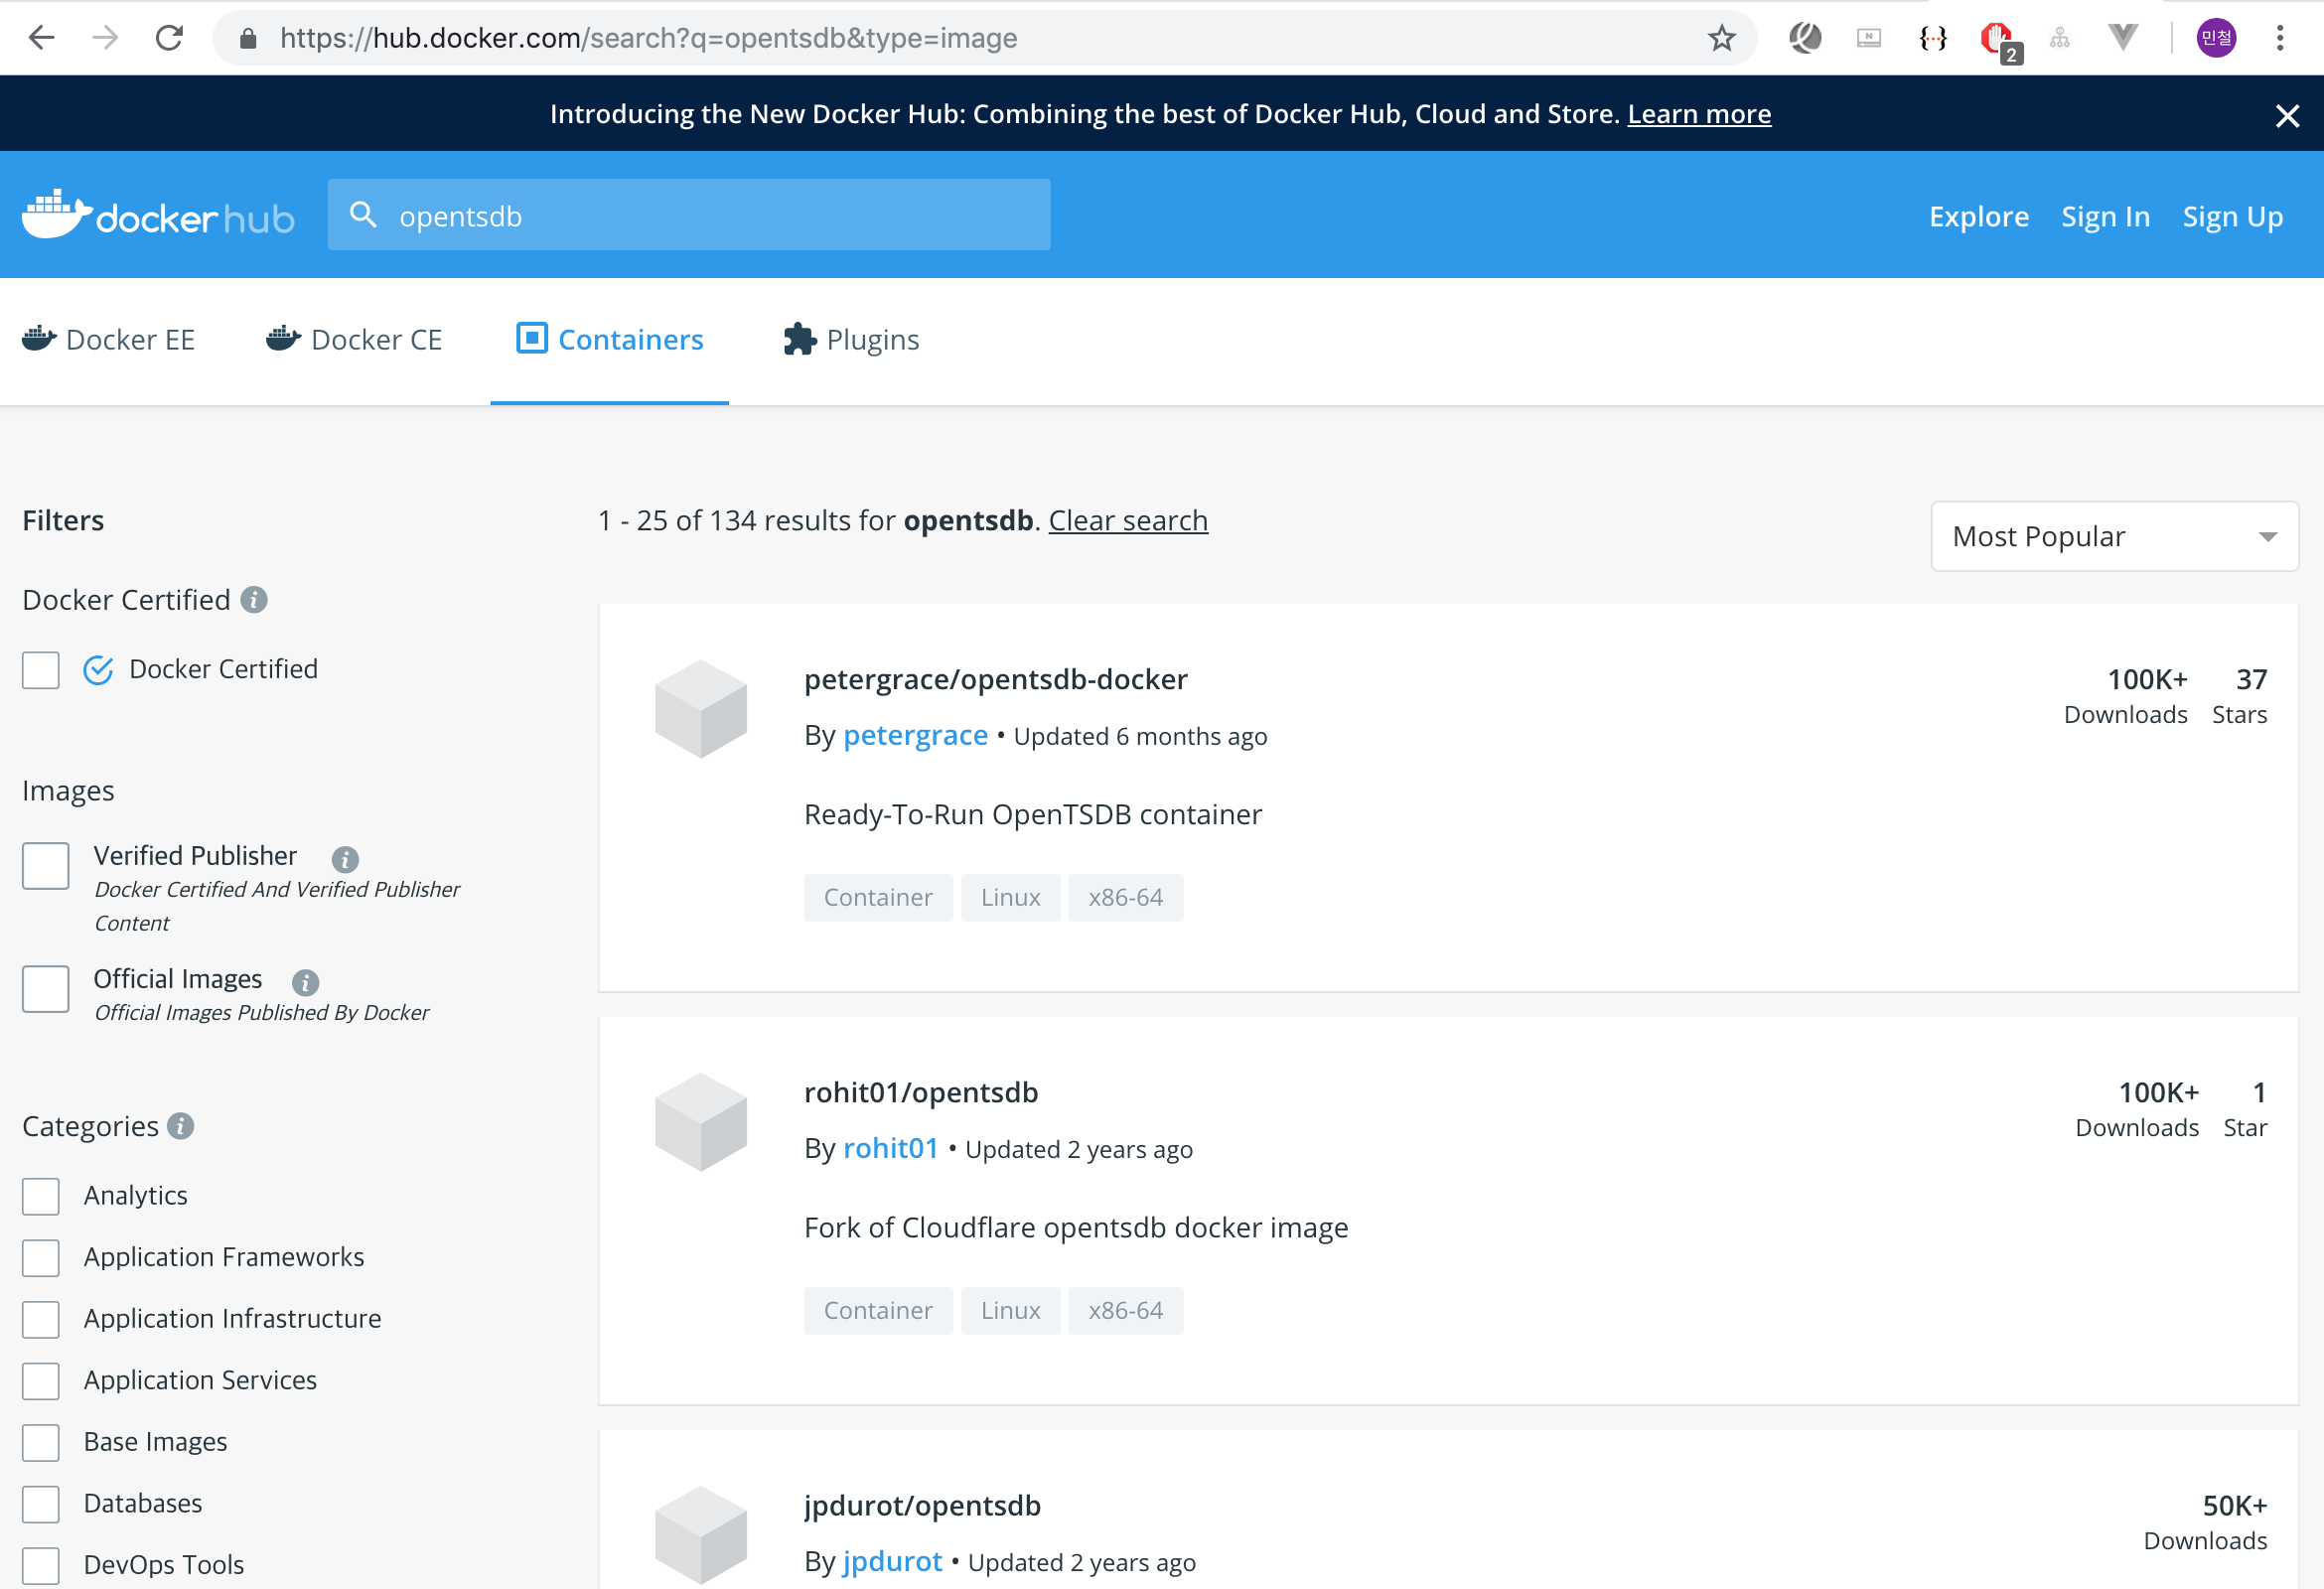 https://hub.docker.com/search?q=opentsdb&type=image
2
민철
Introducing the New Docker Hub: Combining the best of Docker Hub, Cloud and Store. Learn more
docker hub
opentsdb
Explore Sign In Sign Up
Docker EE Docker CE Containers Plugins
Filters
Docker Certified
Docker Certified
Images
Verified Publisher
Docker Certified And Verified Publisher
Content
Official Images
Official Images Published By Docker
Categories
Analytics
Application Frameworks
Application Infrastructure
Application Services
Base Images
Databases
DevOps Tools
1 - 25 of 134 results for opentsdb. Clear search
Most Popular
petergrace/opentsdb-docker
By petergrace • Updated 6 months ago
Ready-To-Run OpenTSDB container
Container Linux x86-64
100K+ 37
Downloads Stars
rohit01/opentsdb
By rohit01 • Updated 2 years ago
Fork of Cloudflare opentsdb docker image
Container Linux x86-64
100K+ 1
Downloads Star
jpdurot/opentsdb
By jpdurot • Updated 2 years ago
50K+
Downloads